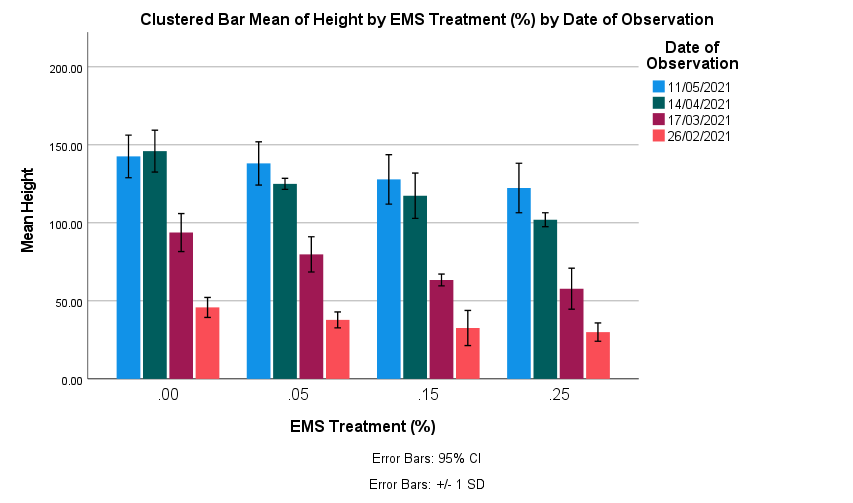 Clustered Bar Mean of Height by EMS Treatment (%) by Date of Observation
Date of
Observation
11/05/2021
14/04/2021
17/03/2021
26/02/2021
Mean Height
200.00
150.00
100.00
50.00
0.00
.00 .05 .15 .25
EMS Treatment (%)
Error Bars: 95% CI
Error Bars: +/- 1 SD